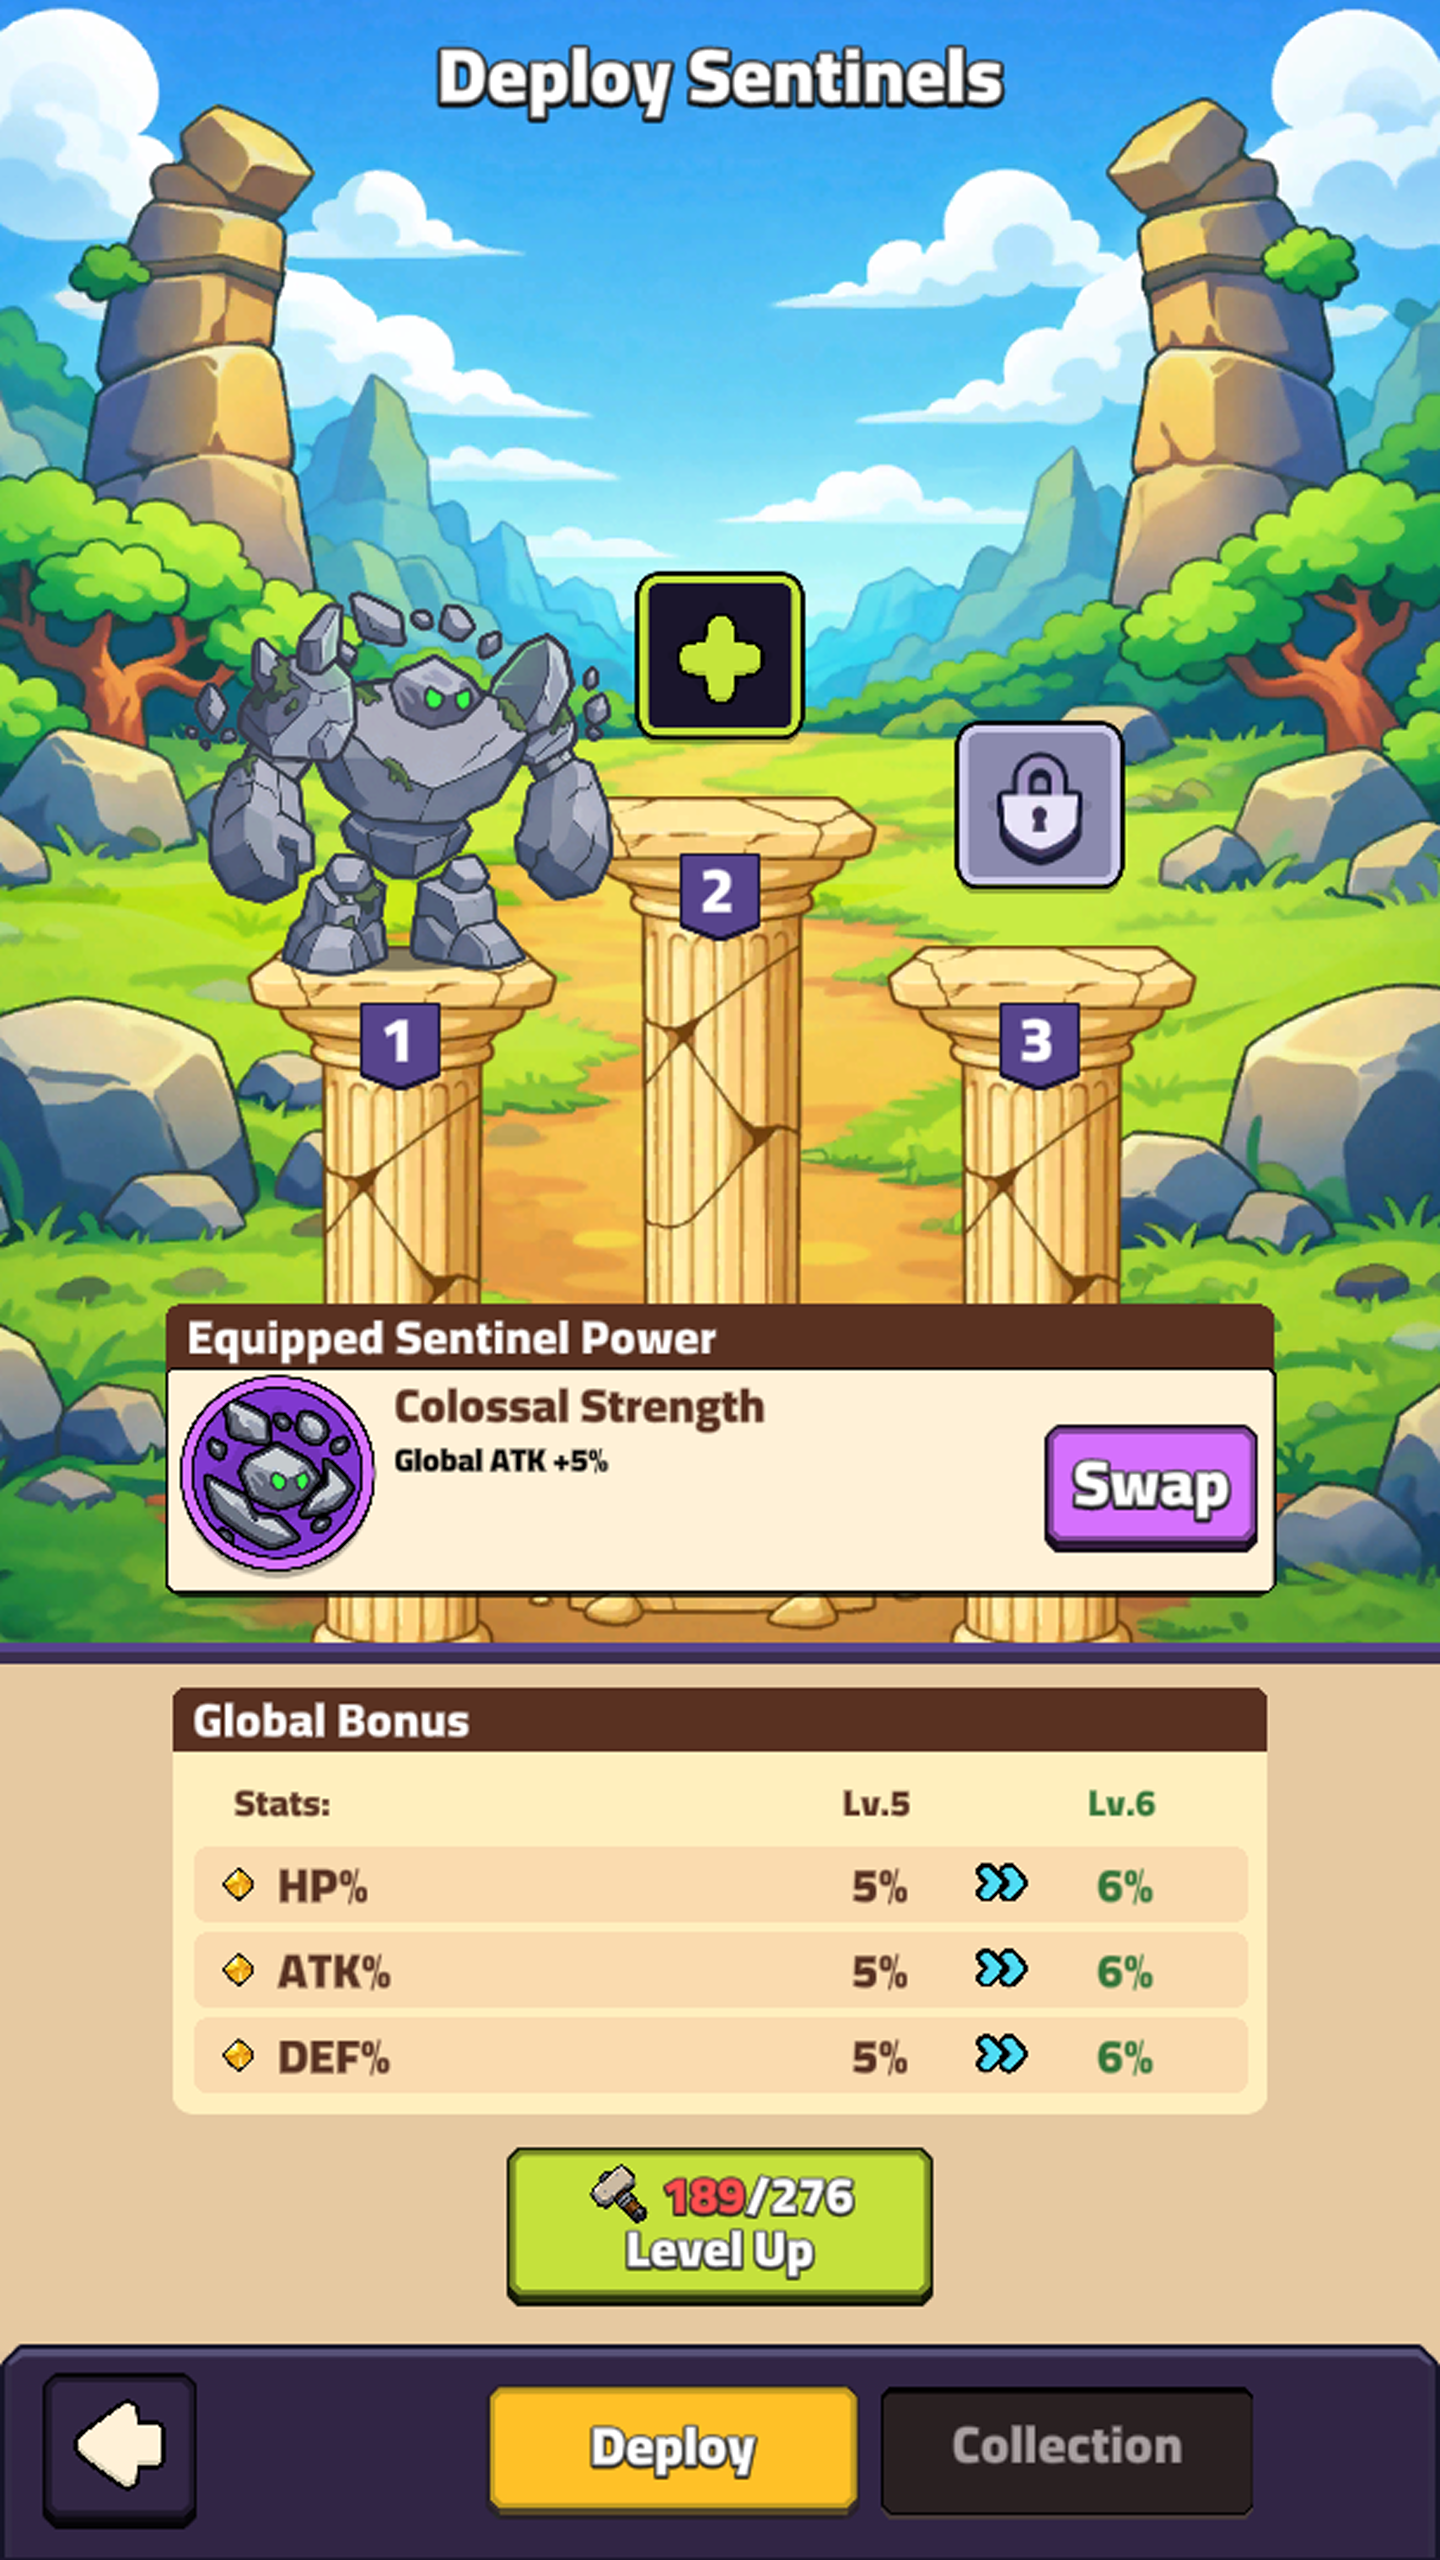 Deploy Sentinels
2
1
3
Equipped Sentinel Power
Colossal Strength
Global ATK +5%
Swap
Global Bonus
Stats: Lv.5 Lv.6
HP% 5% 6%
ATK% 5% 6%
DEF% 5% 6%
189/276
Level Up
Deploy Collection